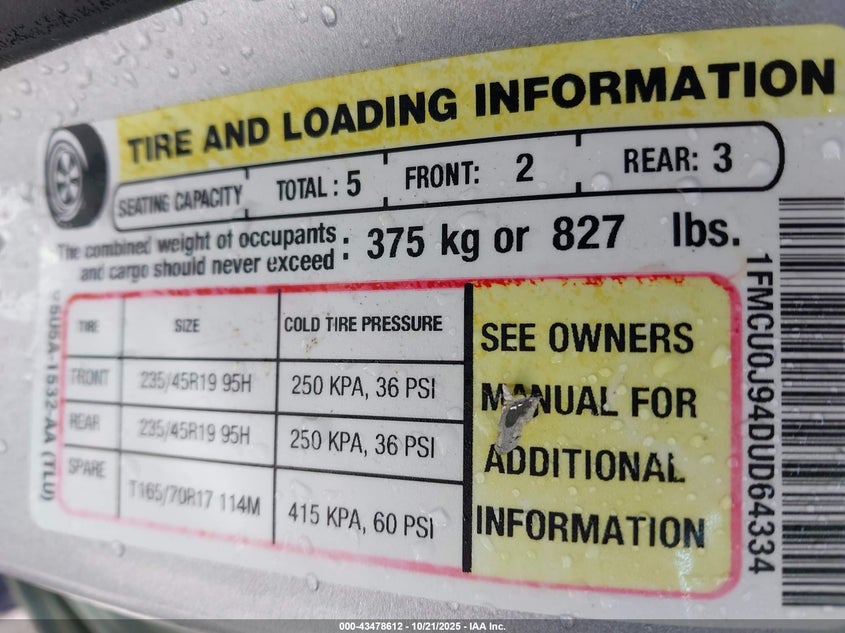 TIRE AND LOADING INFORMATION
SEATING CAPACITY TOTAL : 5 FRONT: 2 REAR: 3
The combined weight of occupants
and cargo should never exceed : 375 kg or 827 lbs.
TIRE SIZE COLD TIRE PRESSURE
FRONT 235/45R19 95H 250 KPA, 36 PSI
REAR 235/45R19 95H 250 KPA, 36 PSI
SPARE T165/70R17 114M 415 KPA, 60 PSI
SEE OWNERS
MANUAL FOR
ADDITIONAL
INFORMATION
1FMCU0J94DUD64334
000-43478612 - 10/21/2025 - IAA Inc.